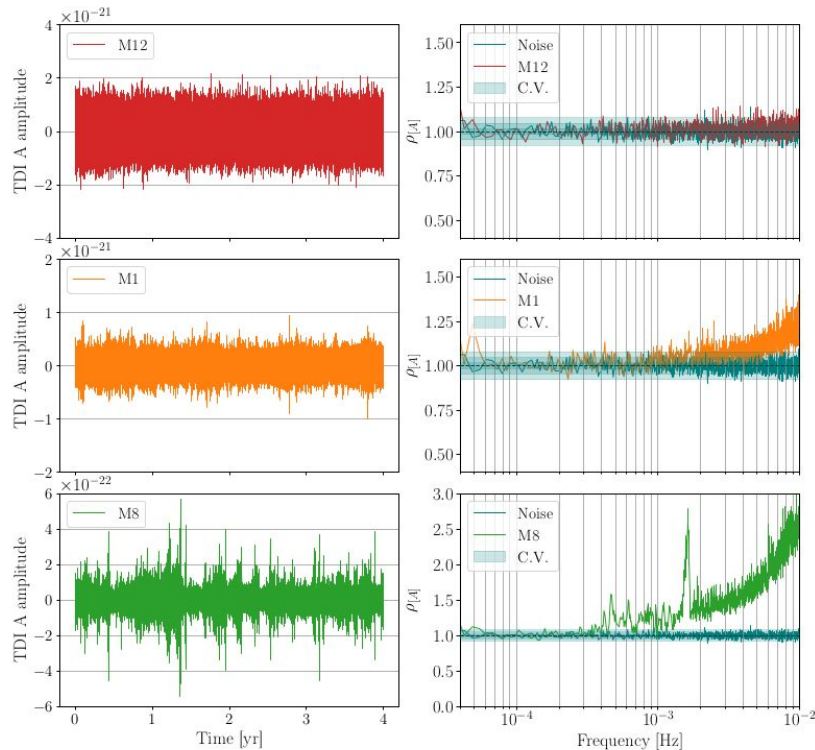 ×10⁻²¹
4
2
0
−2
−4
TDI A amplitude
M12
1.50
1.25
1.00
0.75
0.50
ρ[A]
Noise
M12
C.V.
×10⁻²¹
2
1
0
−1
−2
TDI A amplitude
M1
1.50
1.25
1.00
0.75
0.50
ρ[A]
Noise
M1
C.V.
×10⁻²²
6
4
2
0
−2
−4
−6
TDI A amplitude
M8
0 1 2 3 4
Time [yr]
3.0
2.5
2.0
1.5
1.0
0.5
0.0
ρ[A]
Noise
M8
C.V.
10⁻⁴ 10⁻³ 10⁻²
Frequency [Hz]